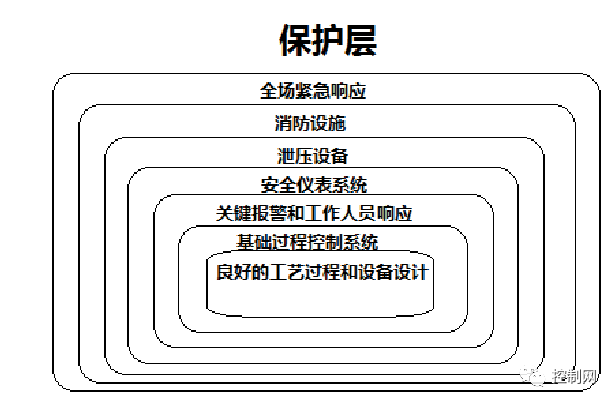 保护层
全场紧急响应
消防设施
泄压设备
安全仪表系统
关键报警和工作人员响应
基础过程控制系统
良好的工艺过程和设备设计
控制网